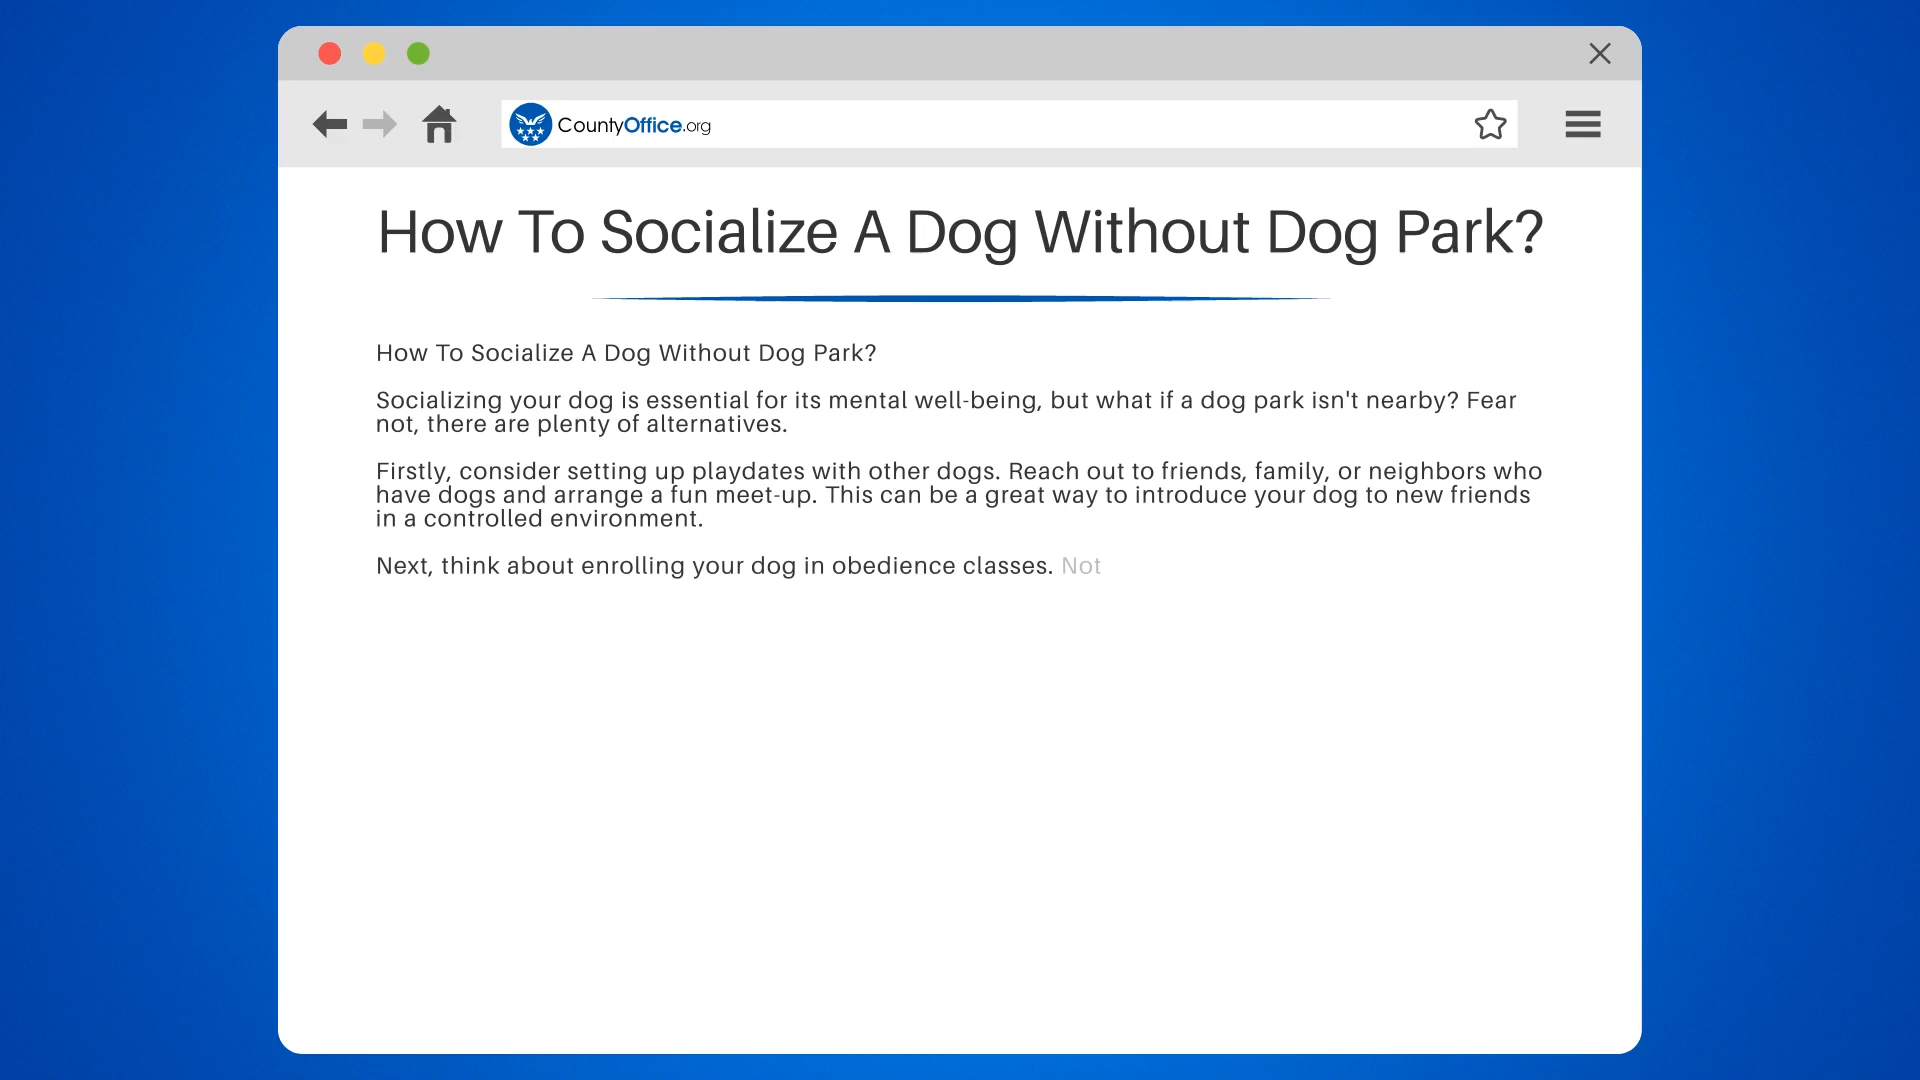 CountyOffice.org
How To Socialize A Dog Without Dog Park?
How To Socialize A Dog Without Dog Park?
Socializing your dog is essential for its mental well-being, but what if a dog park isn't nearby? Fear
not, there are plenty of alternatives.
Firstly, consider setting up playdates with other dogs. Reach out to friends, family, or neighbors who
have dogs and arrange a fun meet-up. This can be a great way to introduce your dog to new friends
in a controlled environment.
Next, think about enrolling your dog in obedience classes. Not